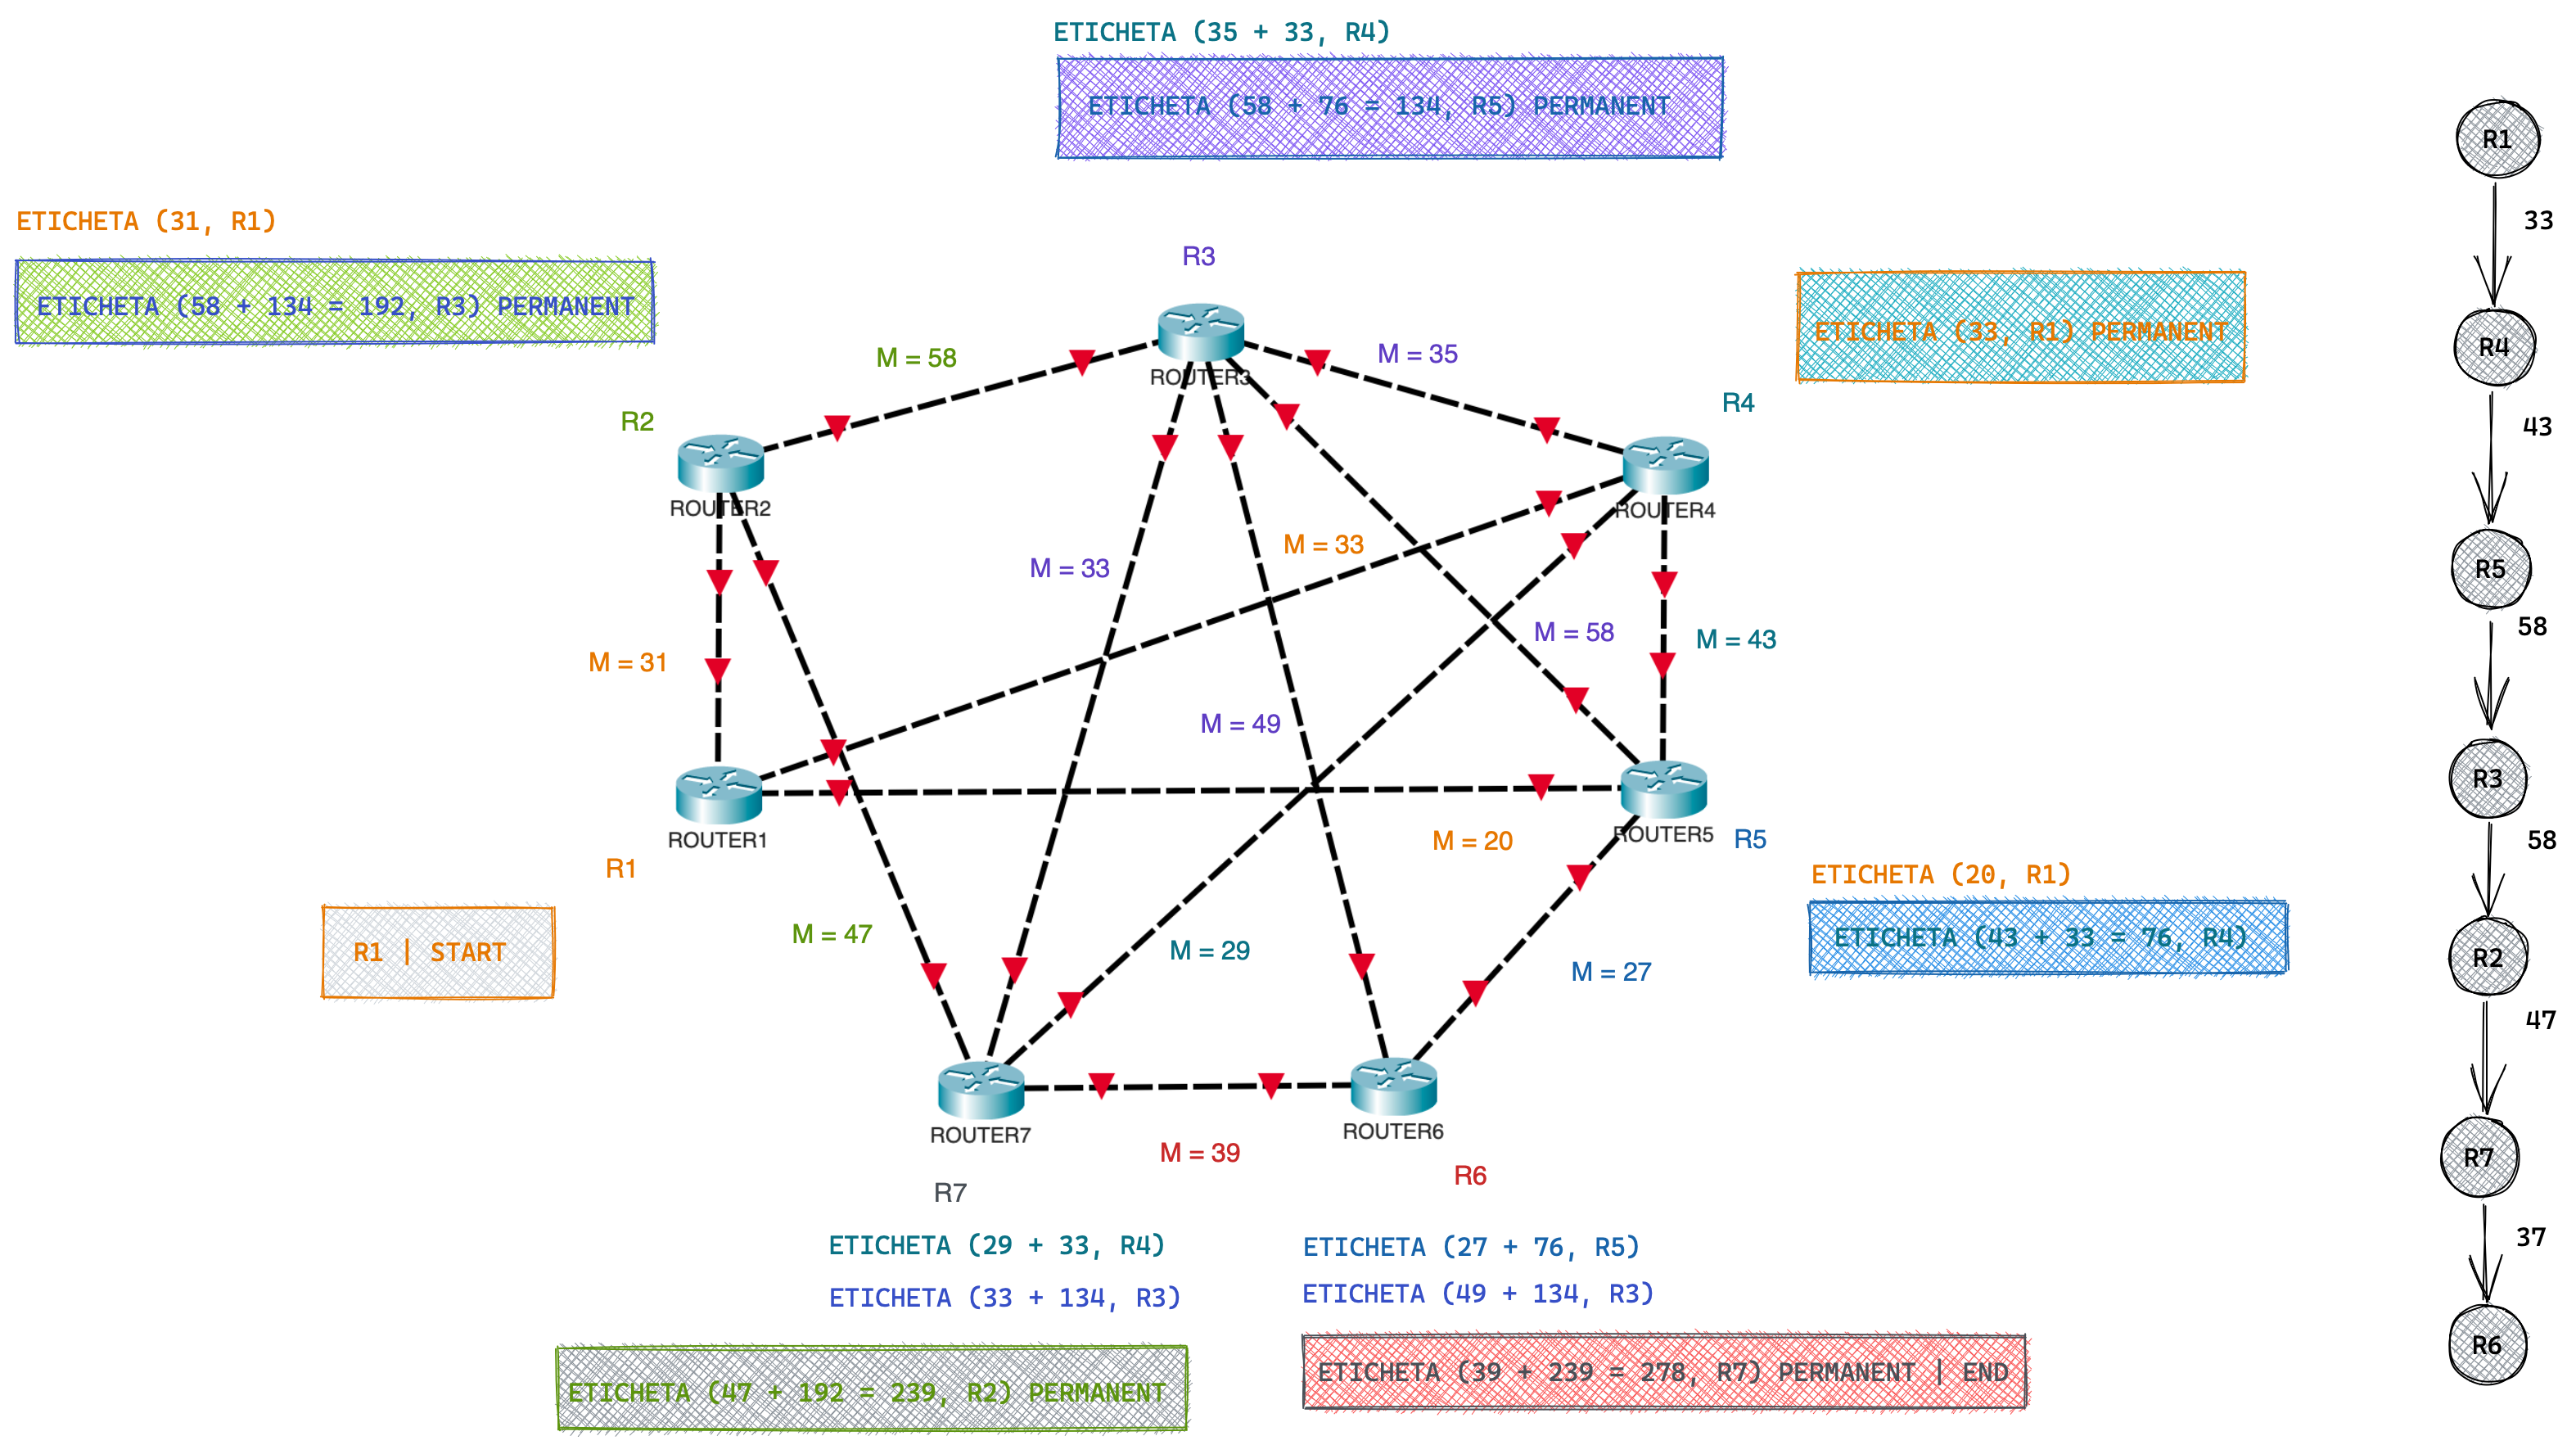 ETICHETA (35 + 33, R4)
ETICHETA (58 + 76 = 134, R5) PERMANENT
R1
33
ETICHETA (31, R1)
ETICHETA (58 + 134 = 192, R3) PERMANENT
R3
ETICHETA (33, R1) PERMANENT
R4
M = 58
M = 35
ROUTER3
R2
R4
43
ROUTER2
ROUTER4
M = 33
M = 33
R5
58
M = 31
M = 58
M = 43
M = 49
R3
ROUTER1
M = 20
ROUTER5
R5
58
R1
ETICHETA (20, R1)
R1 | START
M = 47
M = 29
ETICHETA (43 + 33 = 76, R4)
M = 27
R2
47
ROUTER7
ROUTER6
M = 39
R7
R6
R7
ETICHETA (29 + 33, R4)
ETICHETA (27 + 76, R5)
37
ETICHETA (33 + 134, R3)
ETICHETA (49 + 134, R3)
R6
ETICHETA (47 + 192 = 239, R2) PERMANENT
ETICHETA (39 + 239 = 278, R7) PERMANENT | END